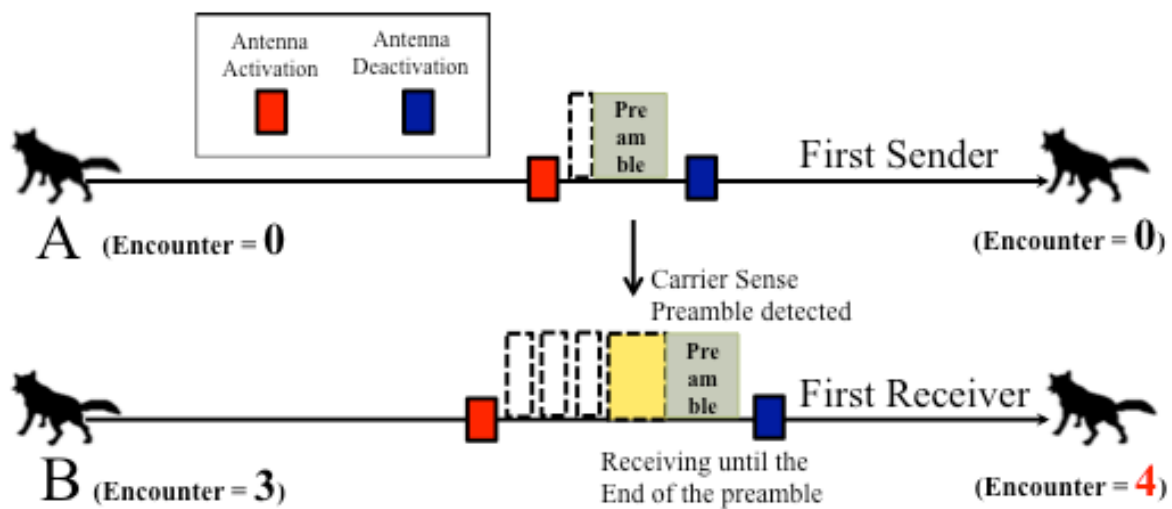 Antenna Activation
Antenna Deactivation
Pre
am
ble
First Sender
A (Encounter = 0
(Encounter = 0)
Carrier Sense
Preamble detected
Pre
am
ble
First Receiver
B (Encounter = 3)
Receiving until the
End of the preamble
(Encounter = 4)